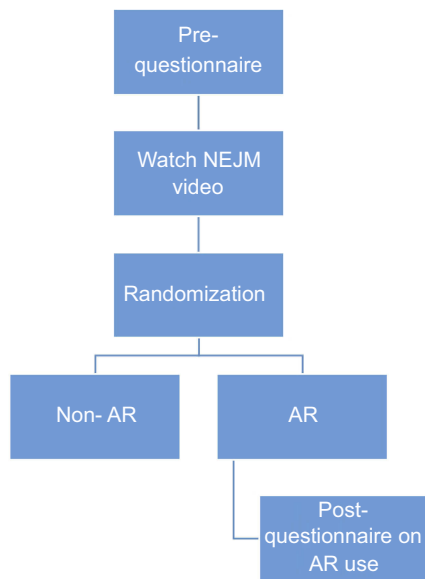 Pre-
questionnaire
Watch NEJM
video
Randomization
Non- AR
AR
Post-
questionnaire on
AR use